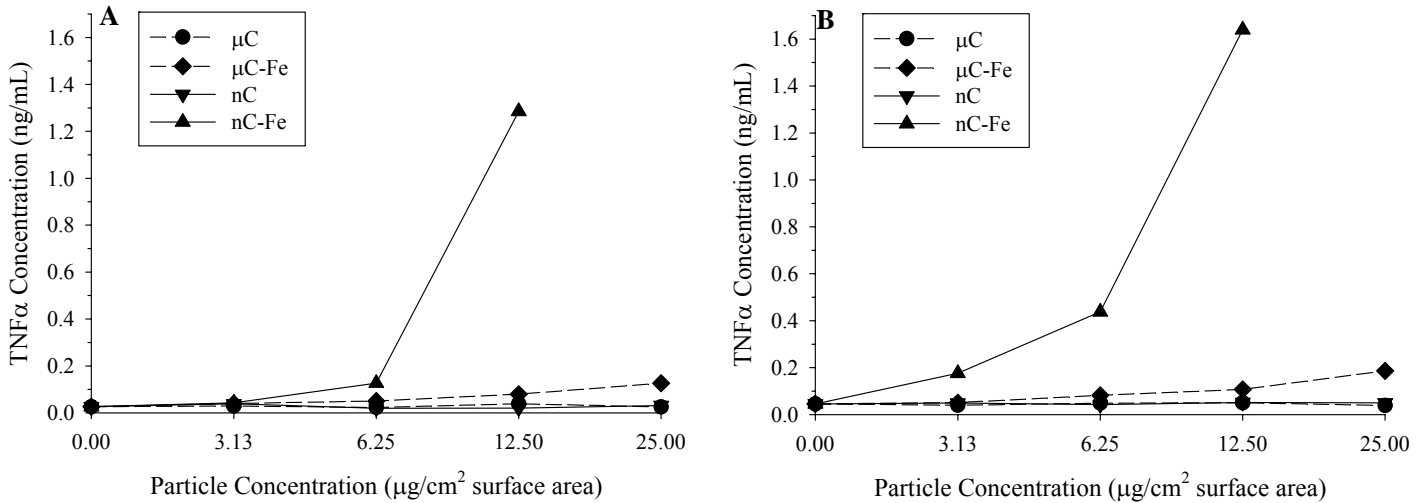 A
μC
μC-Fe
nC
nC-Fe
TNFα Concentration (ng/mL)
1.6
1.4
1.2
1.0
0.8
0.6
0.4
0.2
0.0
0.00 3.13 6.25 12.50 25.00
Particle Concentration (μg/cm² surface area)
B
μC
μC-Fe
nC
nC-Fe
TNFα Concentration (ng/mL)
1.6
1.4
1.2
1.0
0.8
0.6
0.4
0.2
0.0
0.00 3.13 6.25 12.50 25.00
Particle Concentration (μg/cm² surface area)